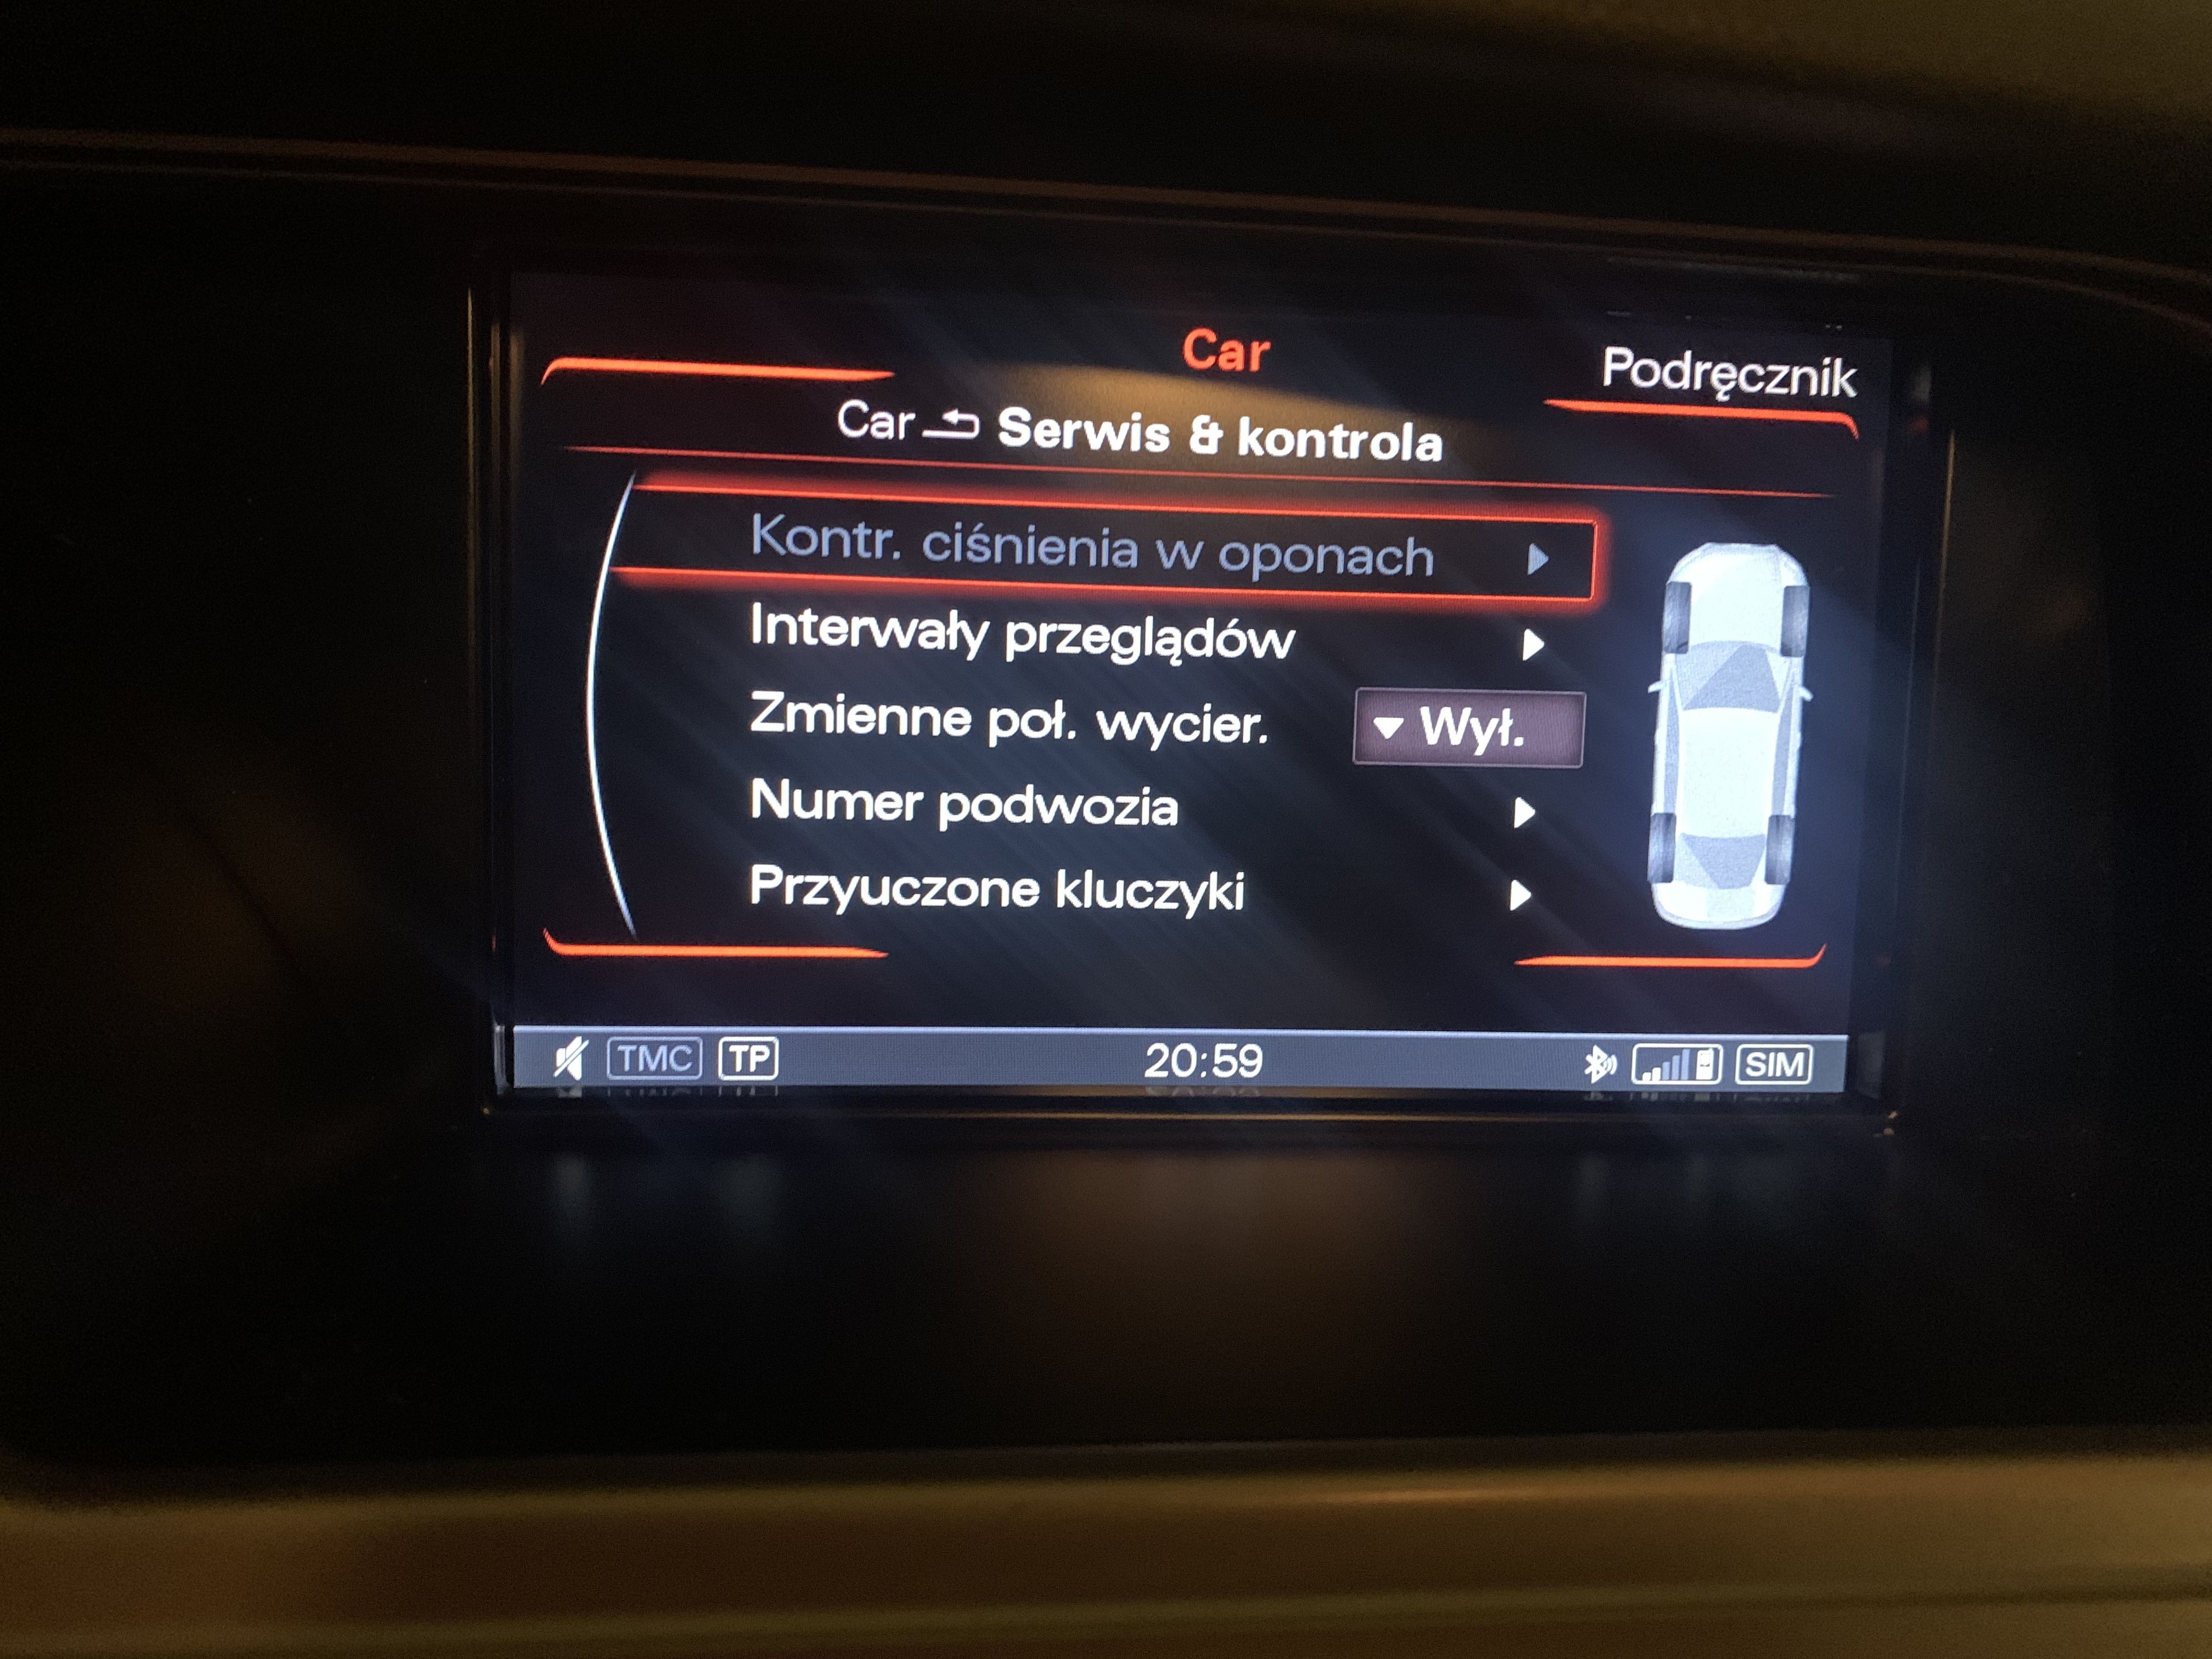 Car
Podręcznik
Car Serwis & kontrola
Kontr. ciśnienia w oponach
Interwały przeglądów
Zmienne poł. wycier. Wył.
Numer podwozia
Przyuczone kluczyki
TMC TP 20:59 SIM